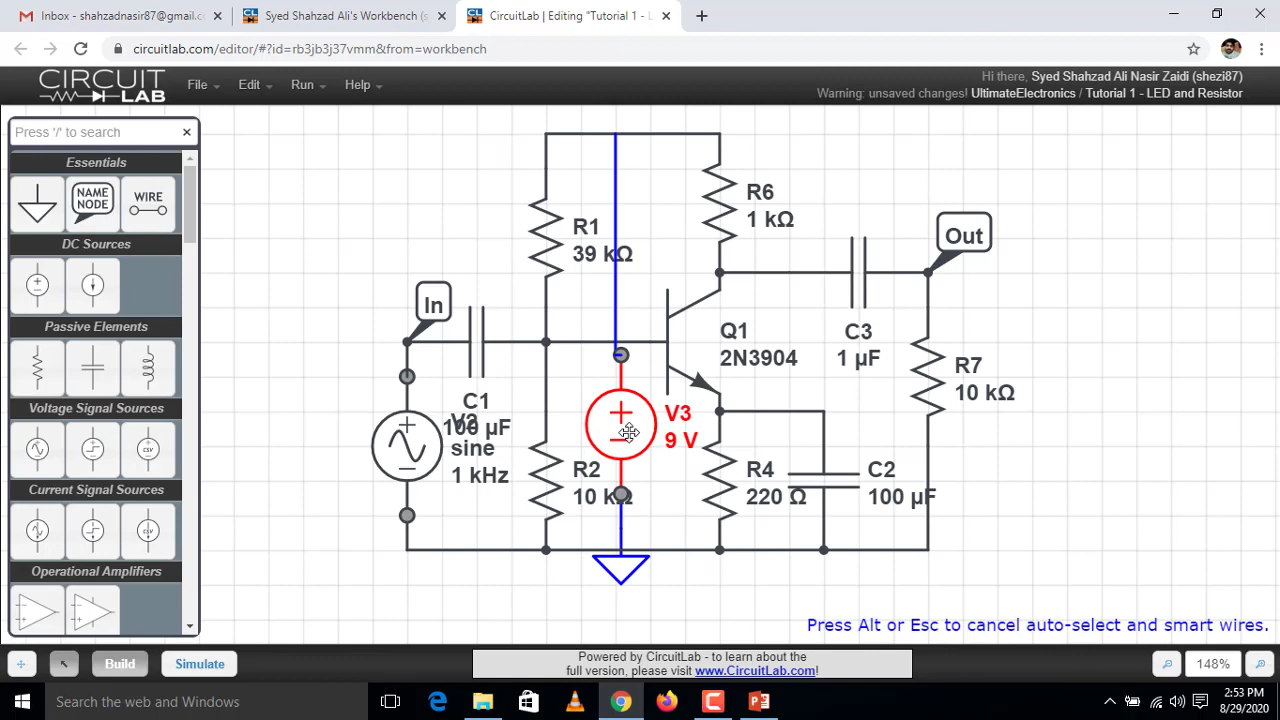 Inbox - shahzadnasir87@gmail.c
Syed Shahzad Ali's Workbench (s
CircuitLab | Editing "Tutorial 1 -
circuitlab.com/editor/#?id=rb3jb3j37vmm&from=workbench
CIRCUIT
LAB
File
Edit
Run
Help
Hi there, Syed Shahzad Ali Nasir Zaidi (shezi87)
Warning: unsaved changes! UltimateElectronics / Tutorial 1 - LED and Resistor
Press '/' to search
Essentials
NAME
NODE
WIRE
DC Sources
Passive Elements
Voltage Signal Sources
CSV
Current Signal Sources
CSV
Operational Amplifiers
R1
39 kΩ
R6
1 kΩ
Out
In
Q1
2N3904
C3
1 µF
R7
10 kΩ
C1
100 µF
V2
sine
1 kHz
V3
9 V
R2
10 kΩ
R4
220 Ω
C2
100 µF
Press Alt or Esc to cancel auto-select and smart wires.
Build
Simulate
Powered by CircuitLab - to learn about the
full version, please visit www.CircuitLab.com!
148%
Search the web and Windows
2:53 PM
8/29/2020